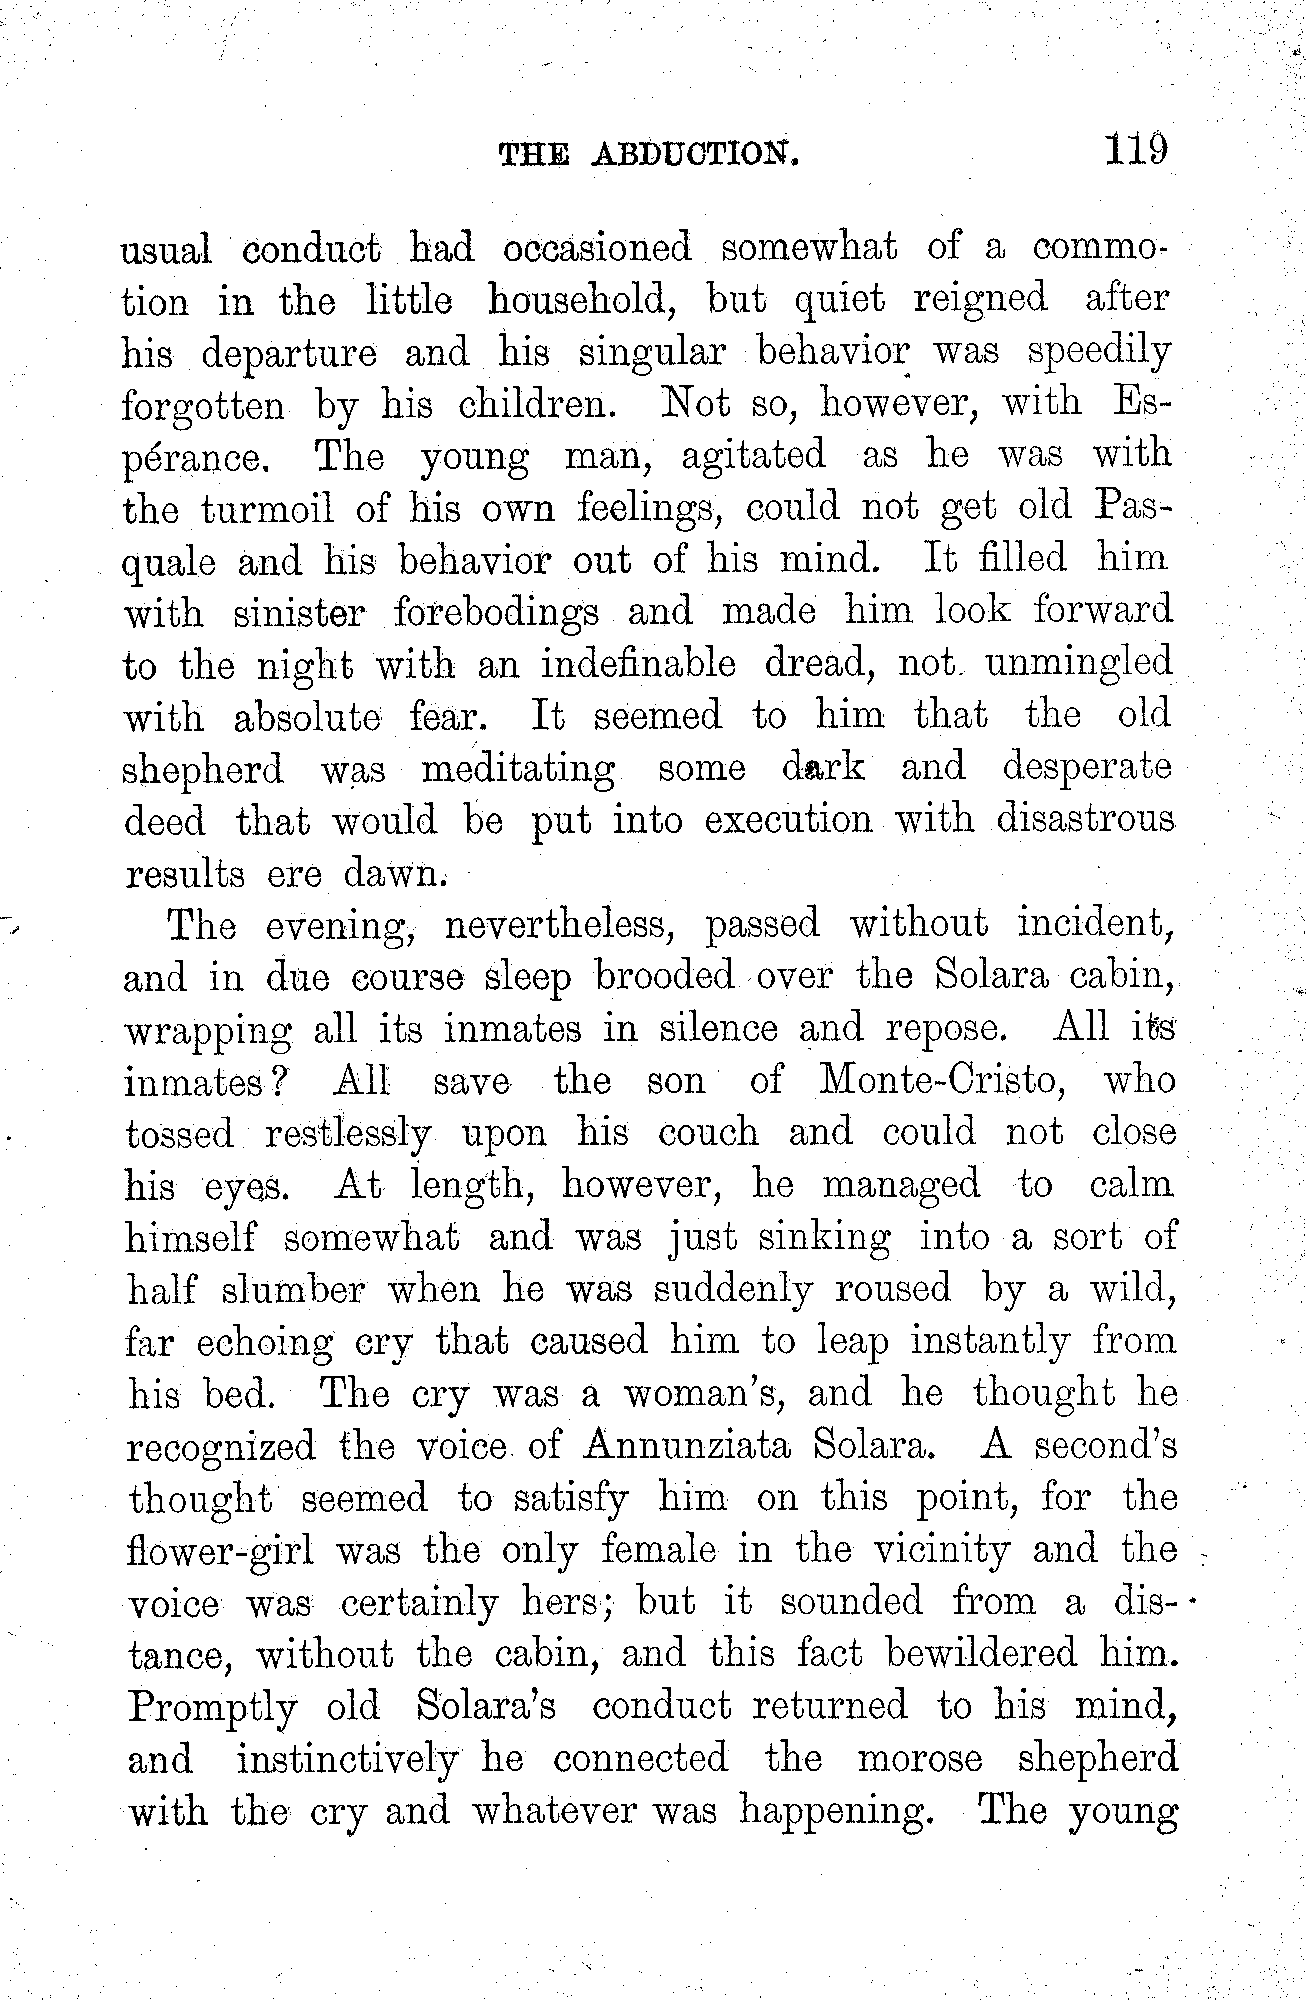 THE ABDUCTION. 119
usual conduct had occasioned somewhat of a commo-
tion in the little household, but quiet reigned after
his departure and his singular behavior was speedily
forgotten by his children. Not so, however, with Es-
pérance. The young man, agitated as he was with
the turmoil of his own feelings, could not get old Pas-
quale and his behavior out of his mind. It filled him
with sinister forebodings and made him look forward
to the night with an indefinable dread, not unmingled
with absolute fear. It seemed to him that the old
shepherd was meditating some dark and desperate
deed that would be put into execution with disastrous
results ere dawn.
The evening, nevertheless, passed without incident,
and in due course sleep brooded over the Solara cabin,
wrapping all its inmates in silence and repose. All its
inmates? All save the son of Monte-Cristo, who
tossed restlessly upon his couch and could not close
his eyes. At length, however, he managed to calm
himself somewhat and was just sinking into a sort of
half slumber when he was suddenly roused by a wild,
far echoing cry that caused him to leap instantly from
his bed. The cry was a woman's, and he thought he
recognized the voice of Annunziata Solara. A second's
thought seemed to satisfy him on this point, for the
flower-girl was the only female in the vicinity and the
voice was certainly hers; but it sounded from a dis-
tance, without the cabin, and this fact bewildered him.
Promptly old Solara's conduct returned to his mind,
and instinctively he connected the morose shepherd
with the cry and whatever was happening. The young